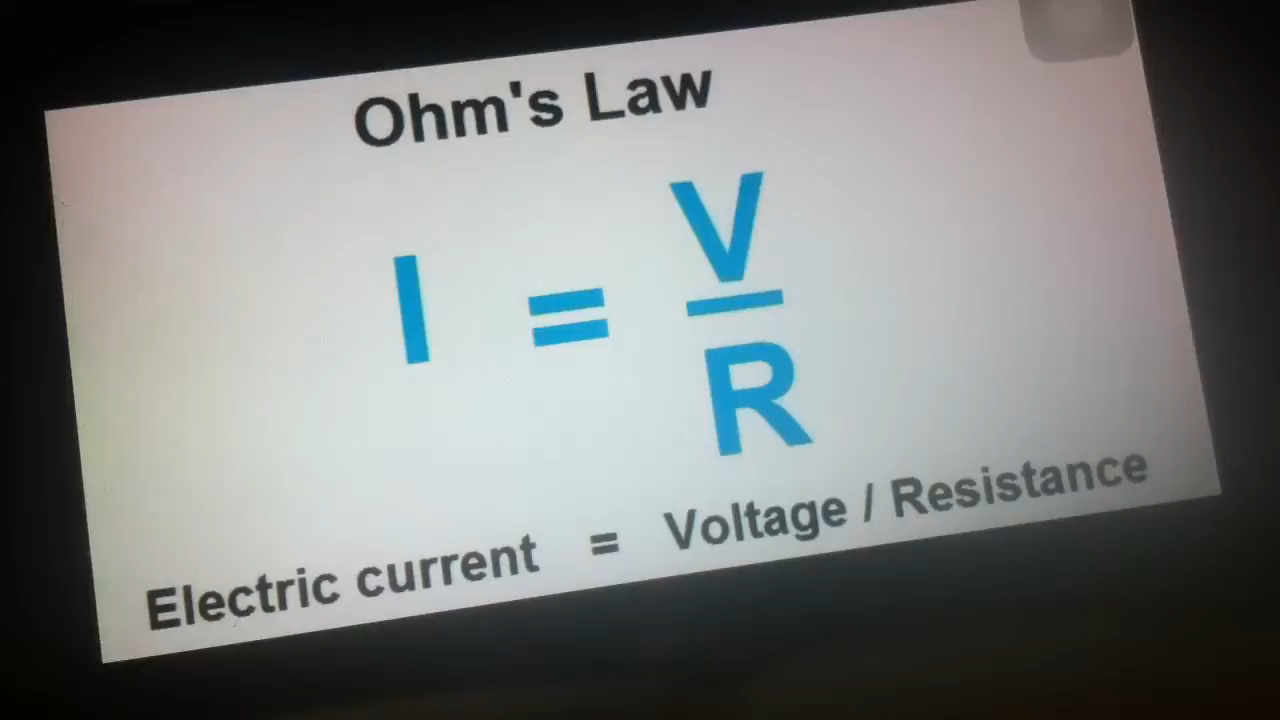 Ohm's Law
I = V
R
Electric current = Voltage / Resistance